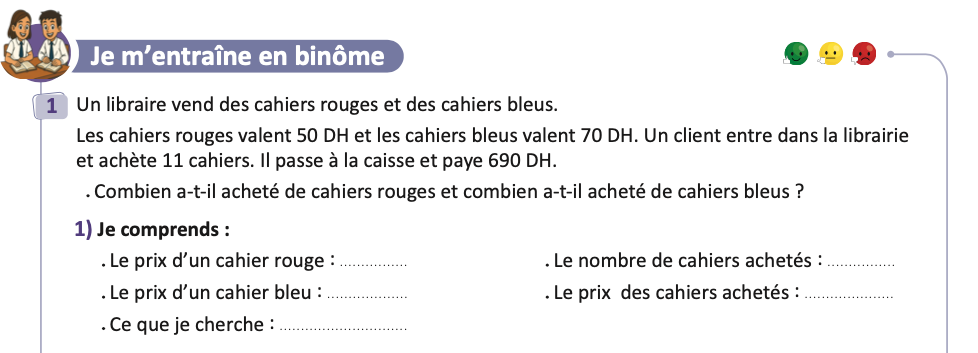 Je m’entraîne en binôme
1 Un libraire vend des cahiers rouges et des cahiers bleus.
Les cahiers rouges valent 50 DH et les cahiers bleus valent 70 DH. Un client entre dans la librairie
et achète 11 cahiers. Il passe à la caisse et paye 690 DH.
. Combien a-t-il acheté de cahiers rouges et combien a-t-il acheté de cahiers bleus ?
1) Je comprends :
. Le prix d’un cahier rouge : ................
. Le nombre de cahiers achetés : ................
. Le prix d’un cahier bleu : ...................
. Le prix des cahiers achetés : .....................
. Ce que je cherche : ..............................